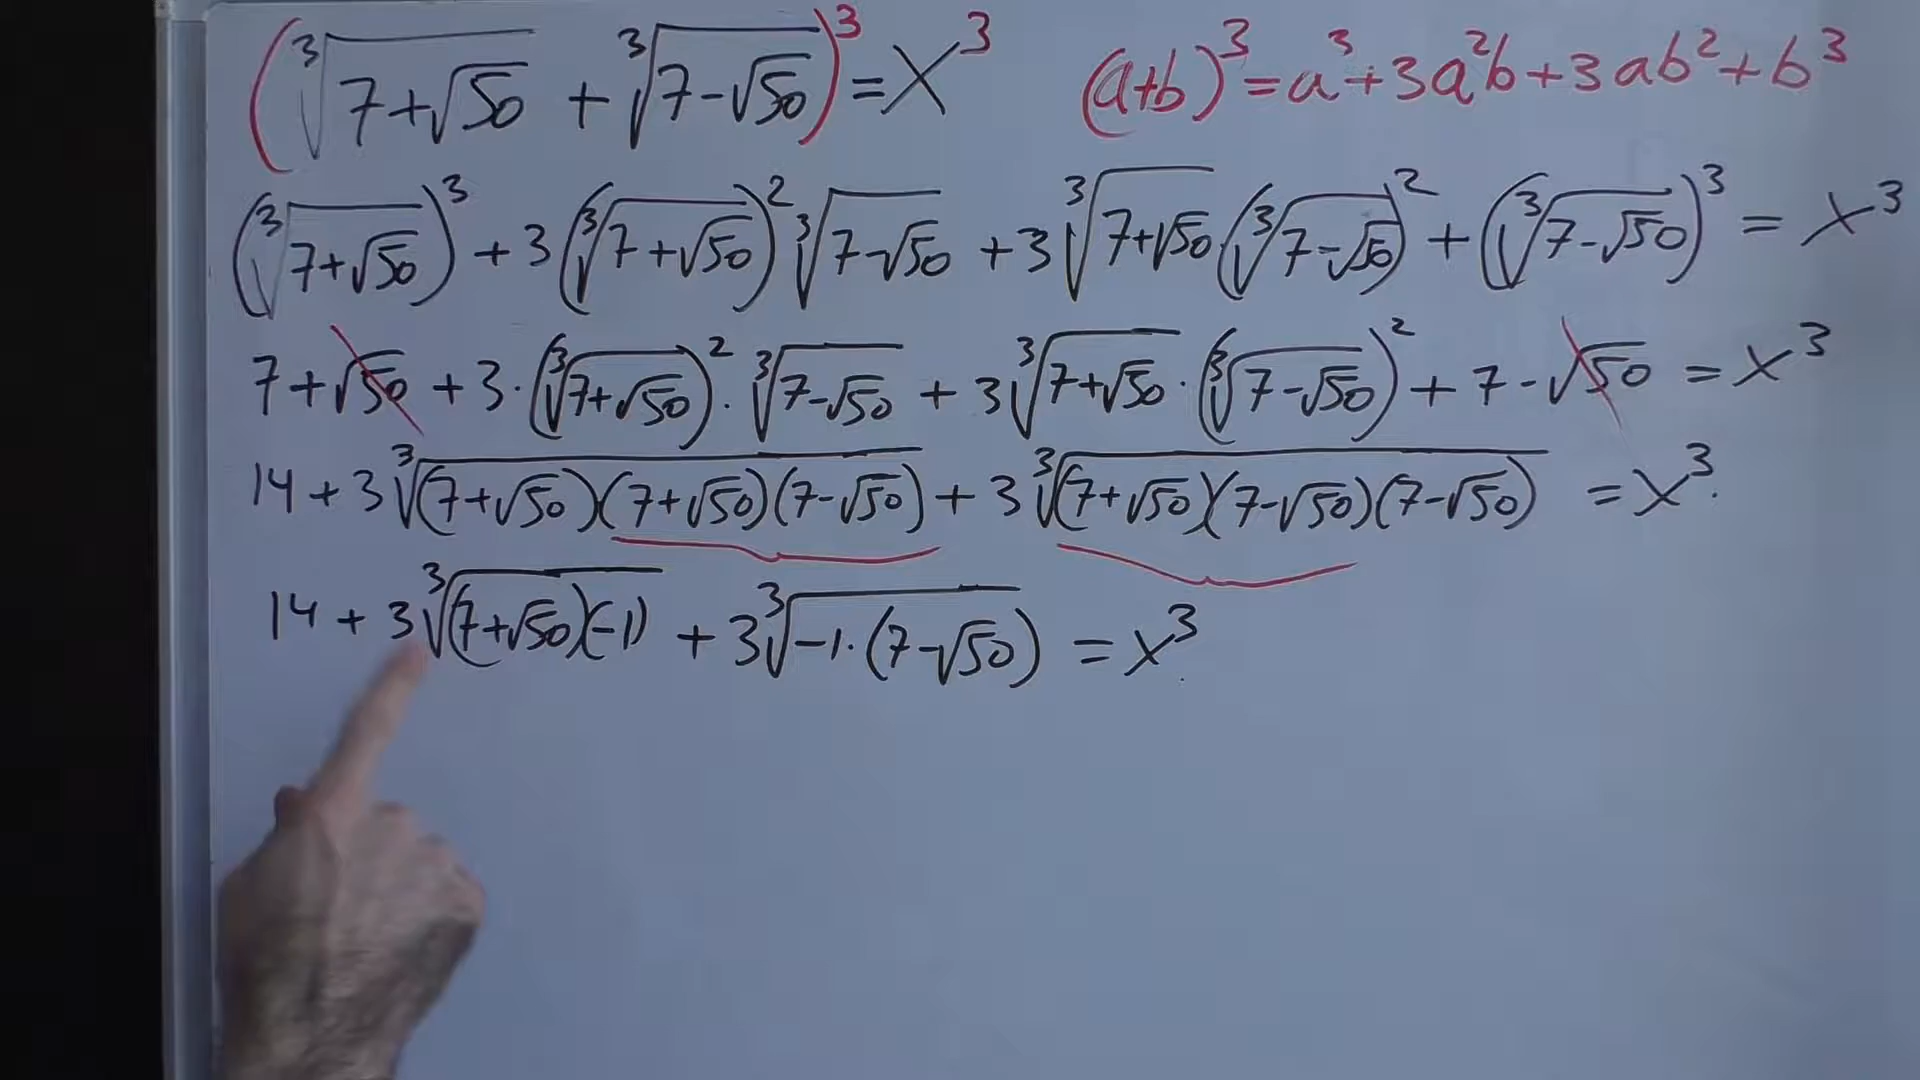 (∛(7+√50) + ∛(7-√50))³ = x³ (a+b)³ = a³+3a²b+3ab²+b³
(∛(7+√50))³ + 3(∛(7+√50))² ∛(7-√50) + 3∛(7+√50) (∛(7-√50))² + (∛(7-√50))³ = x³
7+√50 + 3·(∛(7+√50))² · ∛(7-√50) + 3∛(7+√50) · (∛(7-√50))² + 7-√50 = x³
14 + 3∛((7+√50)(7+√50)(7-√50)) + 3∛((7+√50)(7-√50)(7-√50)) = x³.
14 + 3∛((7+√50)(-1)) + 3∛(-1·(7-√50)) = x³.